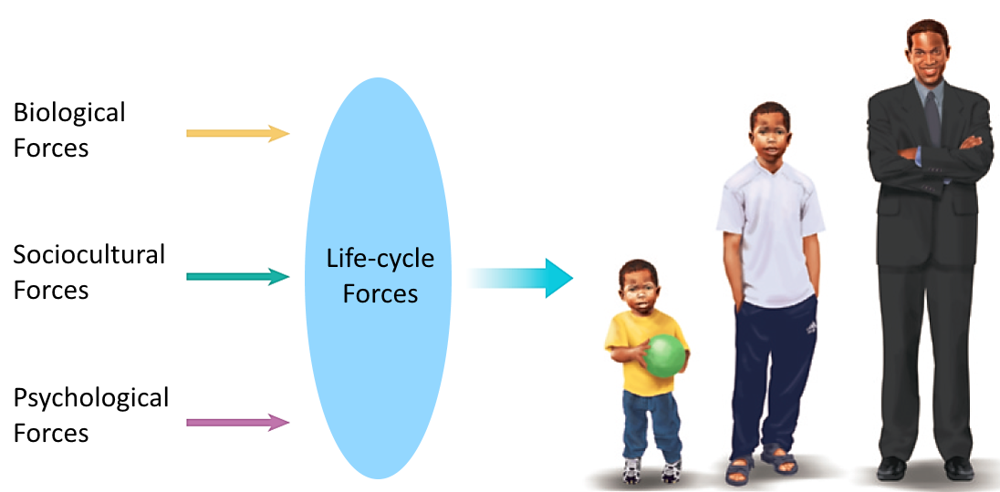 Biological
Forces
Sociocultural
Forces
Life-cycle
Forces
Psychological
Forces